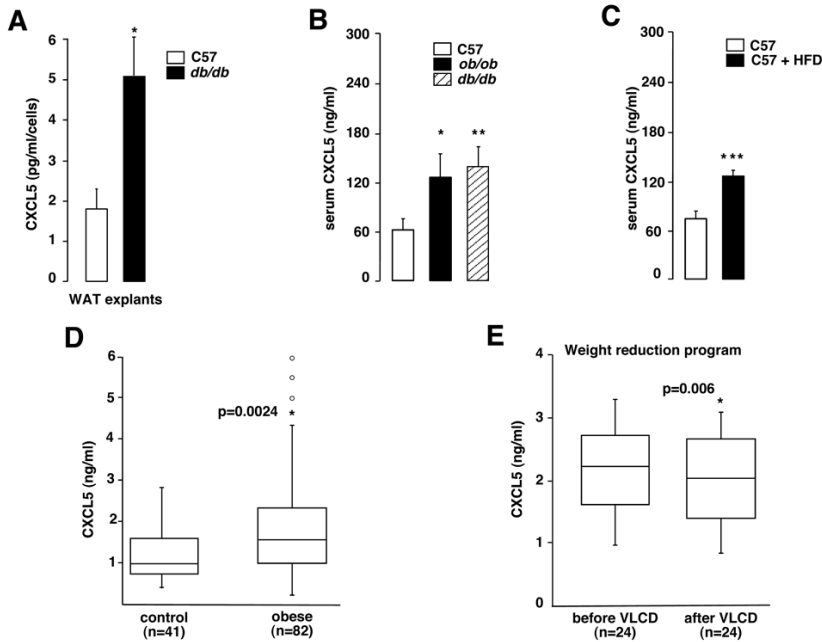 A
CXCL5 (pg/ml/cells)
6
5
4
3
2
1
0
*
C57
db/db
WAT explants
B
serum CXCL5 (ng/ml)
300
240
180
120
60
0
C57
ob/ob
db/db
*
**
C
serum CXCL5 (ng/ml)
300
240
180
120
60
0
C57
C57 + HFD
***
D
CXCL5 (ng/ml)
6
5
4
3
2
1
p=0.0024
*
control
(n=41)
obese
(n=82)
E
Weight reduction program
CXCL5 (ng/ml)
4
3
2
1
0
p=0.006
*
before VLCD
(n=24)
after VLCD
(n=24)